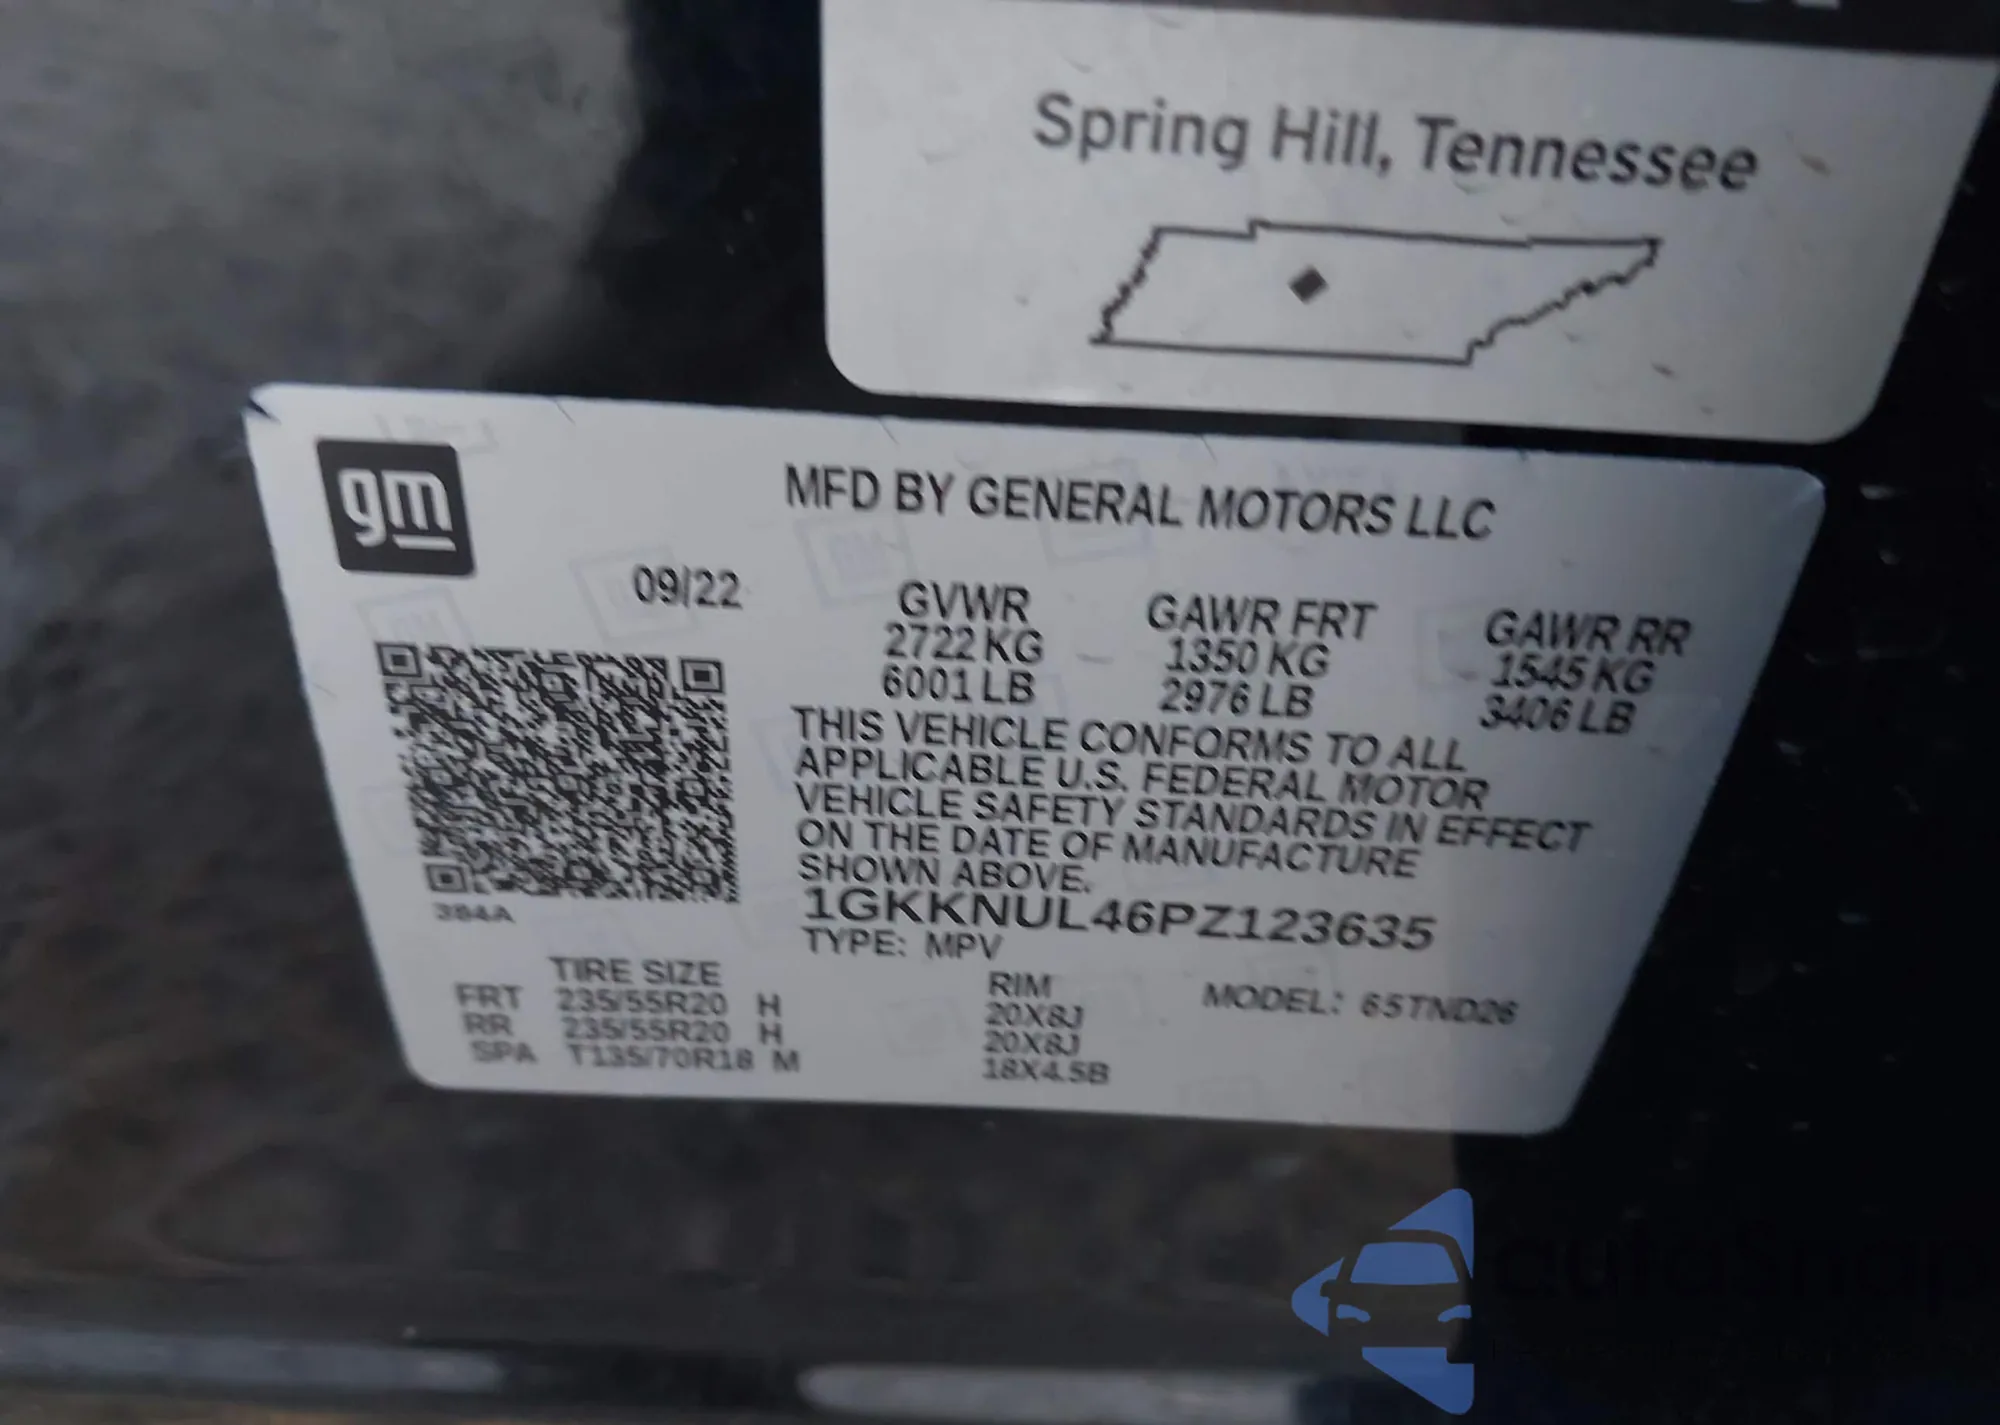 Spring Hill, Tennessee
gm
MFD BY GENERAL MOTORS LLC
09/22
GVWR GAWR FRT GAWR RR
2722 KG 1350 KG 1545 KG
6001 LB 2976 LB 3406 LB
THIS VEHICLE CONFORMS TO ALL
APPLICABLE U.S. FEDERAL MOTOR
VEHICLE SAFETY STANDARDS IN EFFECT
ON THE DATE OF MANUFACTURE
SHOWN ABOVE.
384A
1GKKNUL46PZ123635
TYPE: MPV
TIRE SIZE RIM MODEL: 65TND26
FRT 235/55R20 H 20X8J
RR 235/55R20 H 20X8J
SPA T135/70R18 M 18X4.5B